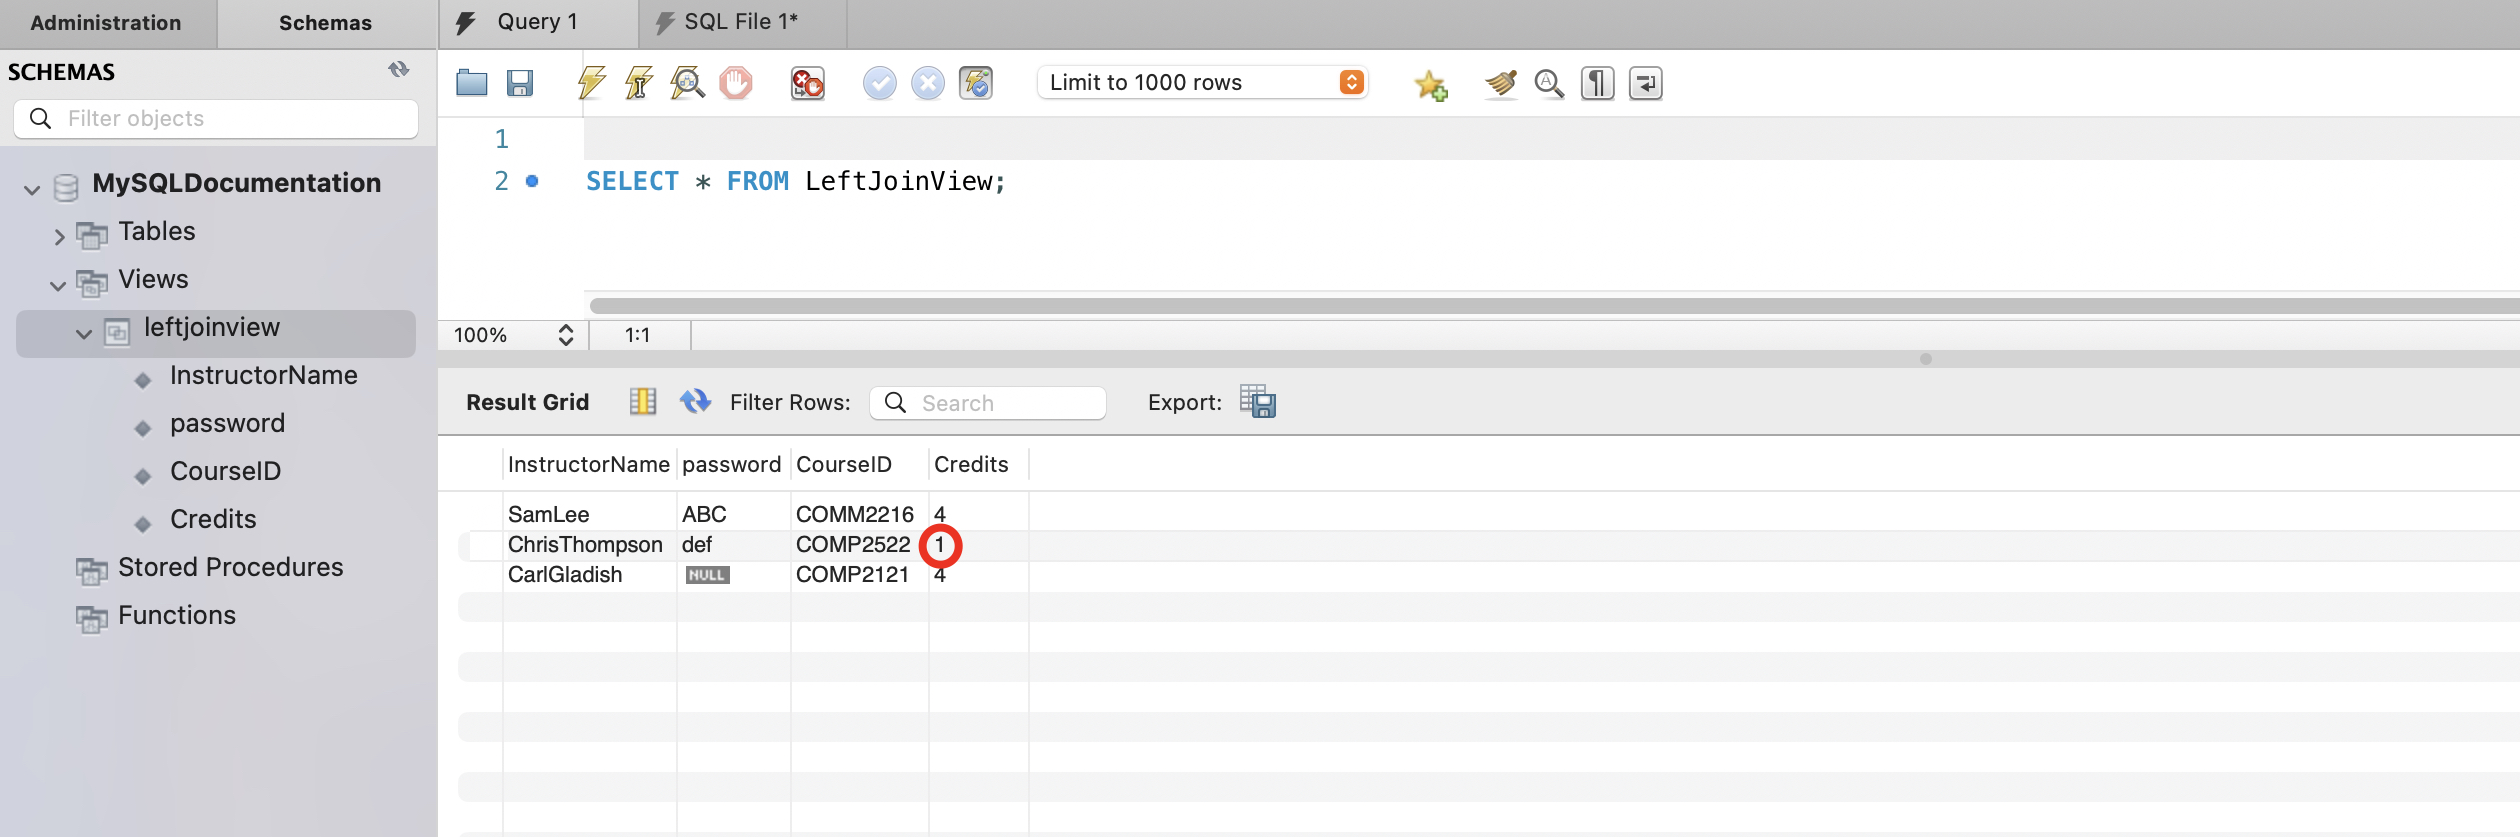 Administration Schemas Query 1 SQL File 1*
SCHEMAS
Filter objects
MySQLDocumentation
Tables
Views
leftjoinview
InstructorName
password
CourseID
Credits
Stored Procedures
Functions
Limit to 1000 rows
1
2 SELECT * FROM LeftJoinView;
100% 1:1
Result Grid Filter Rows: Search Export:
InstructorName password CourseID Credits
SamLee ABC COMM2216 4
ChrisThompson def COMP2522 1
CarlGladish NULL COMP2121 4